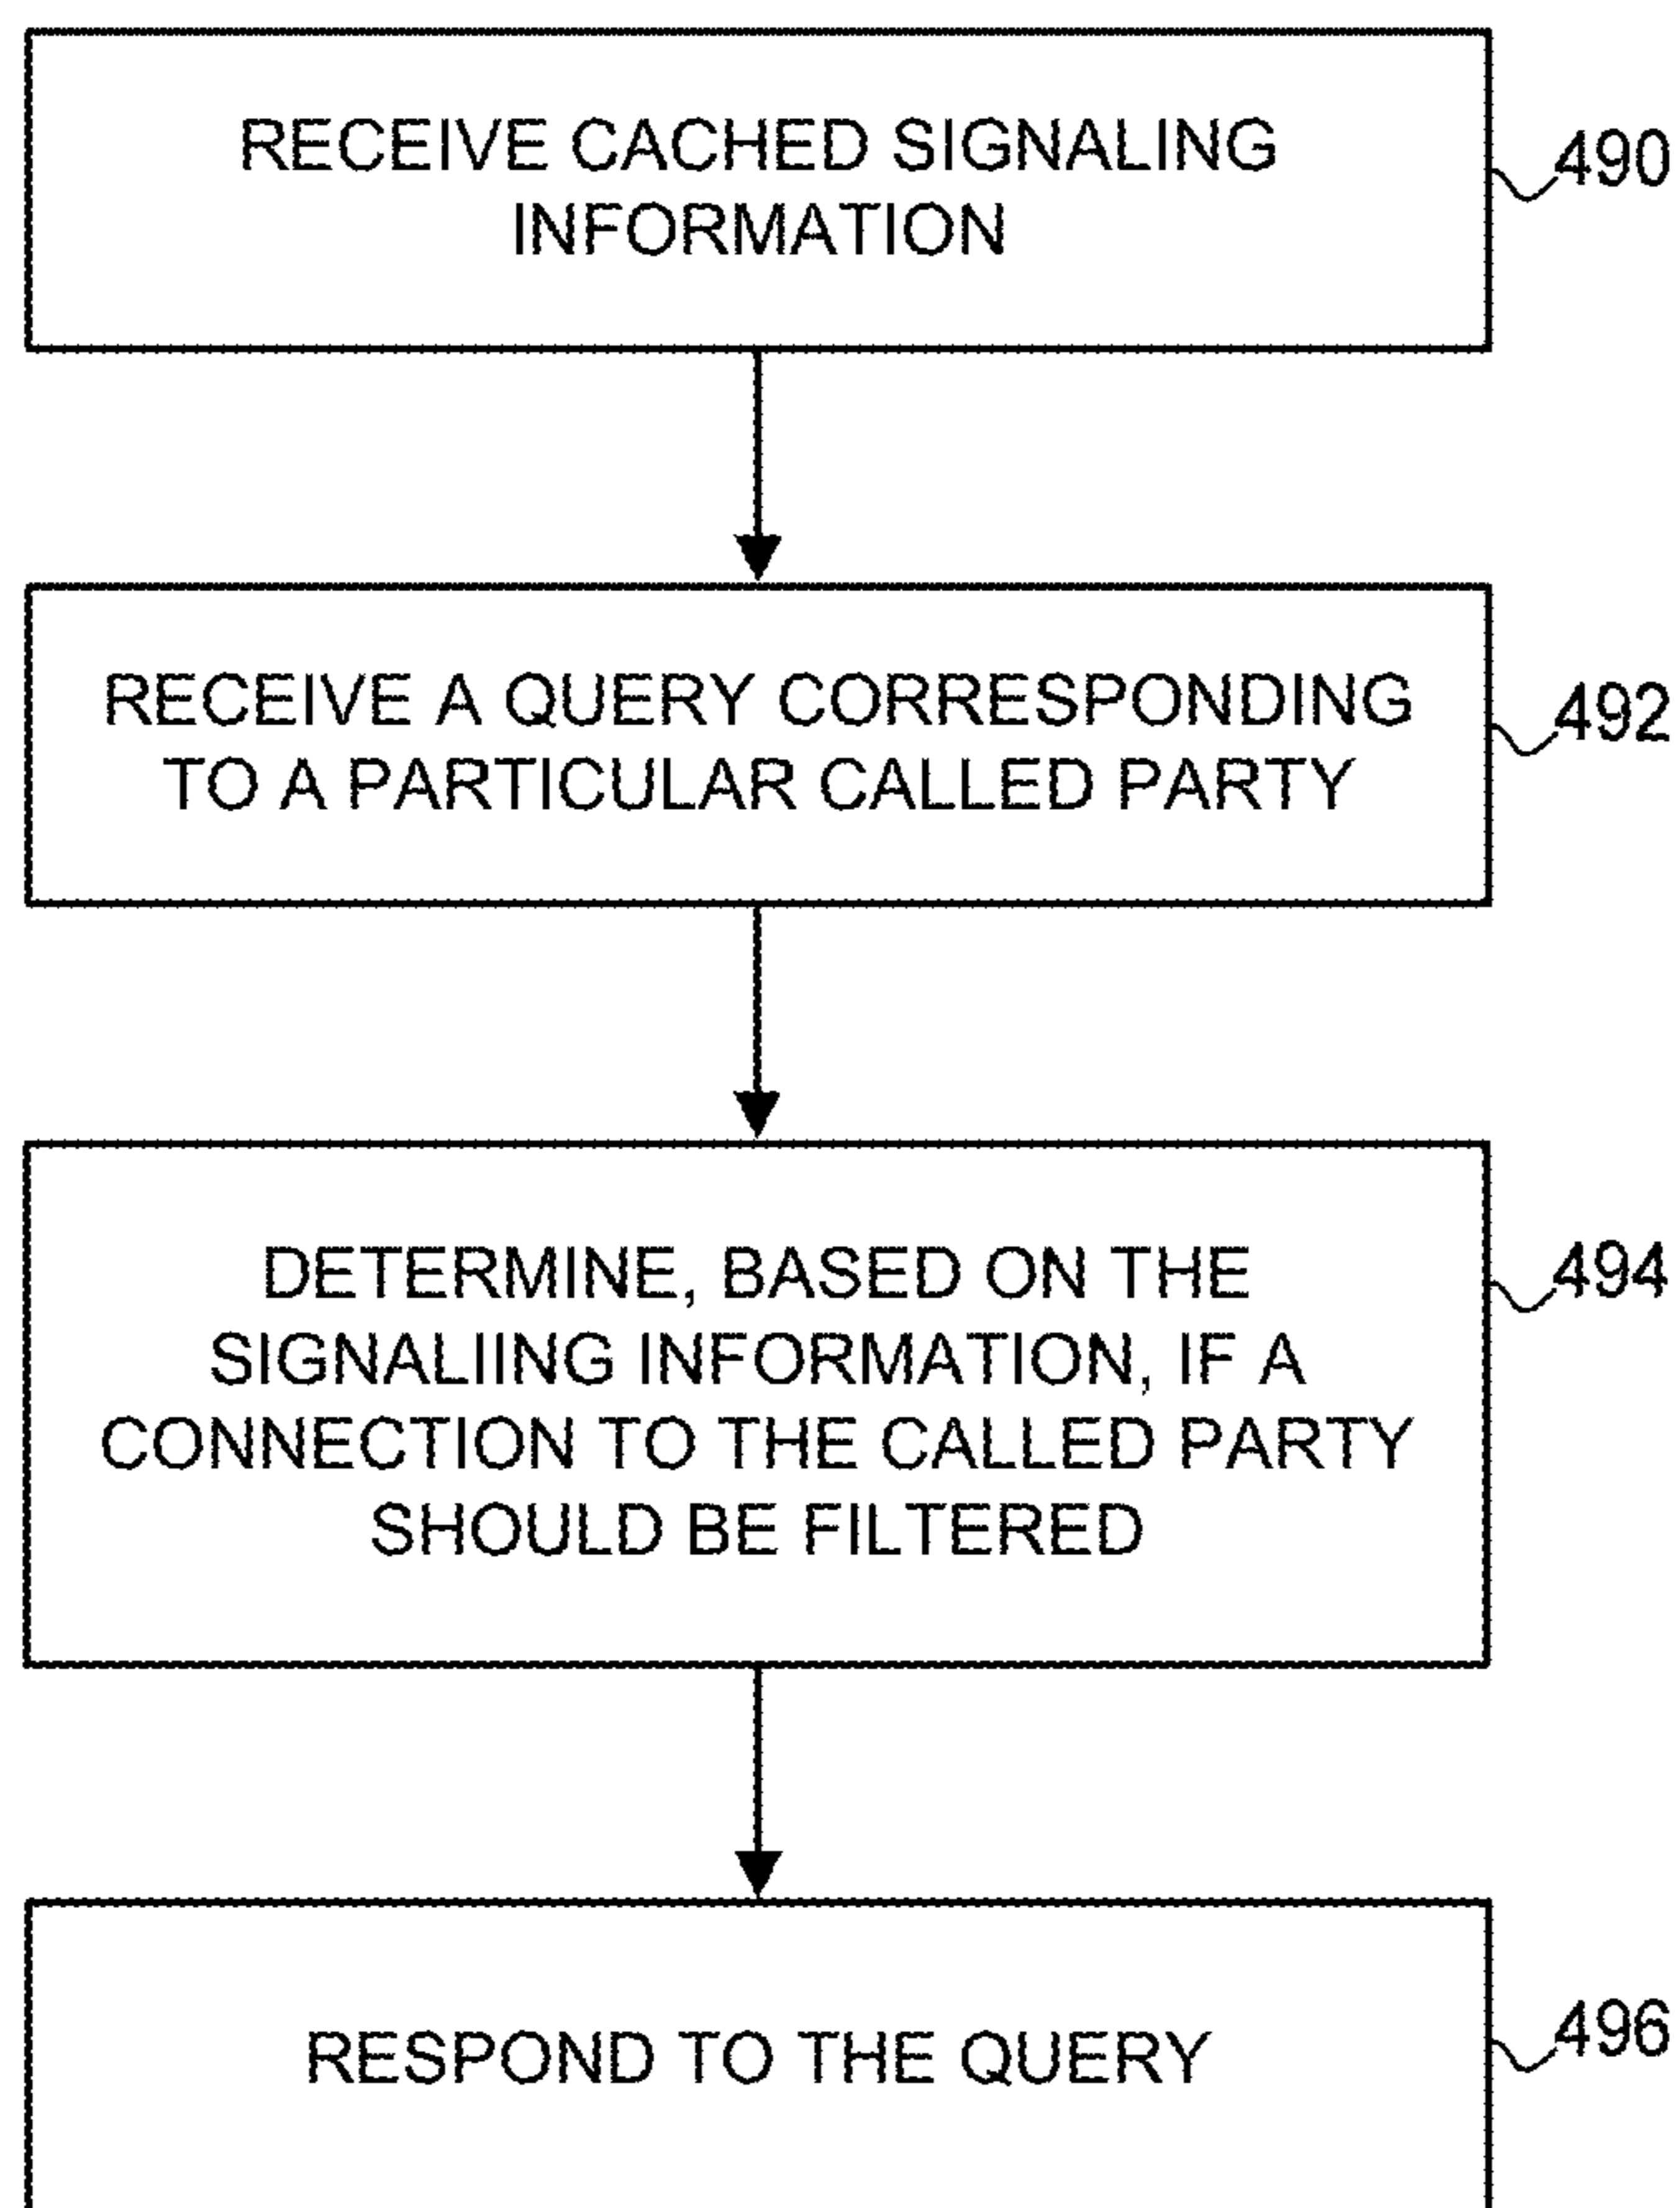 RECEIVE CACHED SIGNALING
INFORMATION
490
RECEIVE A QUERY CORRESPONDING
TO A PARTICULAR CALLED PARTY
492
DETERMINE, BASED ON THE
SIGNALIING INFORMATION, IF A
CONNECTION TO THE CALLED PARTY
SHOULD BE FILTERED
494
RESPOND TO THE QUERY
496